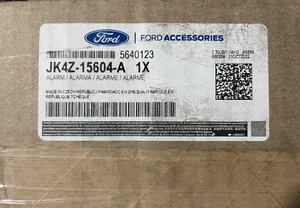 Ford
FORD ACCESSORIES
5640123
JK4Z-15604-A 1X
ALARM / ALARMA / ALARME / ALARME
MADE IN CZECH REPUBLIC / FABRICADO EN CHEQUIA / FABRIQUÉ EN
REPUBLIQUE TCHÈQUE